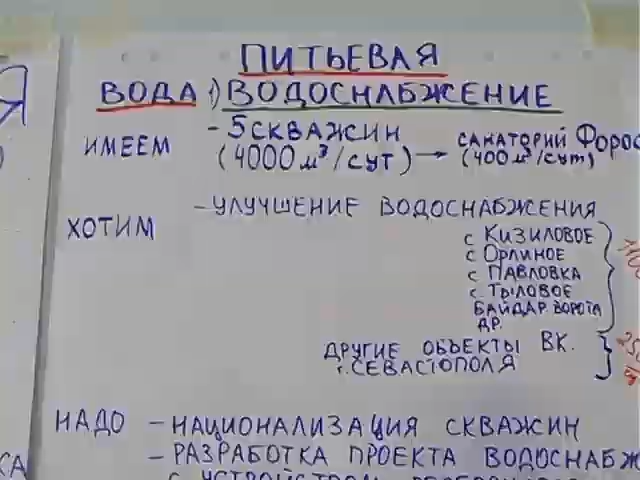 ПИТЬЕВАЯ
ВОДА 1) ВОДОСНАБЖЕНИЕ
ИМЕЕМ - 5 СКВАЖИН
(4000 м³/СУТ) → САНАТОРИЙ Форос
(400 м³/сут)
ХОТИМ - УЛУЧШЕНИЕ ВОДОСНАБЖЕНИЯ
с КИЗИЛОВОЕ
с ОРЛИНОЕ
с ПАВЛОВКА
с ТЫЛОВОЕ
БАЙДАР. ВОРОТА
ДР.
ДРУГИЕ ОБЪЕКТЫ ВК.
г. СЕВАСТОПОЛЯ
НАДО - НАЦИОНАЛИЗАЦИЯ СКВАЖИН
- РАЗРАБОТКА ПРОЕКТА ВОДОСНАБЖ